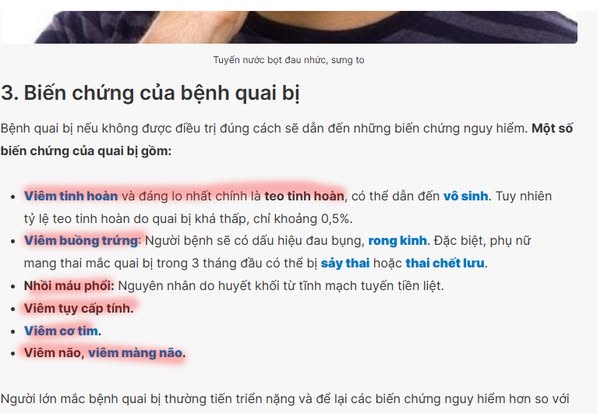 Tuyến nước bọt đau nhức, sưng to
3. Biến chứng của bệnh quai bị
Bệnh quai bị nếu không được điều trị đúng cách sẽ dẫn đến những biến chứng nguy hiểm. Một số
biến chứng của quai bị gồm:
• Viêm tinh hoàn và đáng lo nhất chính là teo tinh hoàn, có thể dẫn đến vô sinh. Tuy nhiên
tỷ lệ teo tinh hoàn do quai bị khá thấp, chỉ khoảng 0,5%.
• Viêm buồng trứng: Người bệnh sẽ có dấu hiệu đau bụng, rong kinh. Đặc biệt, phụ nữ
mang thai mắc quai bị trong 3 tháng đầu có thể bị sảy thai hoặc thai chết lưu.
• Nhồi máu phổi: Nguyên nhân do huyết khối từ tĩnh mạch tuyến tiền liệt.
• Viêm tụy cấp tính.
• Viêm cơ tim.
• Viêm não, viêm màng não.
Người lớn mắc bệnh quai bị thường tiến triển nặng và để lại các biến chứng nguy hiểm hơn so với